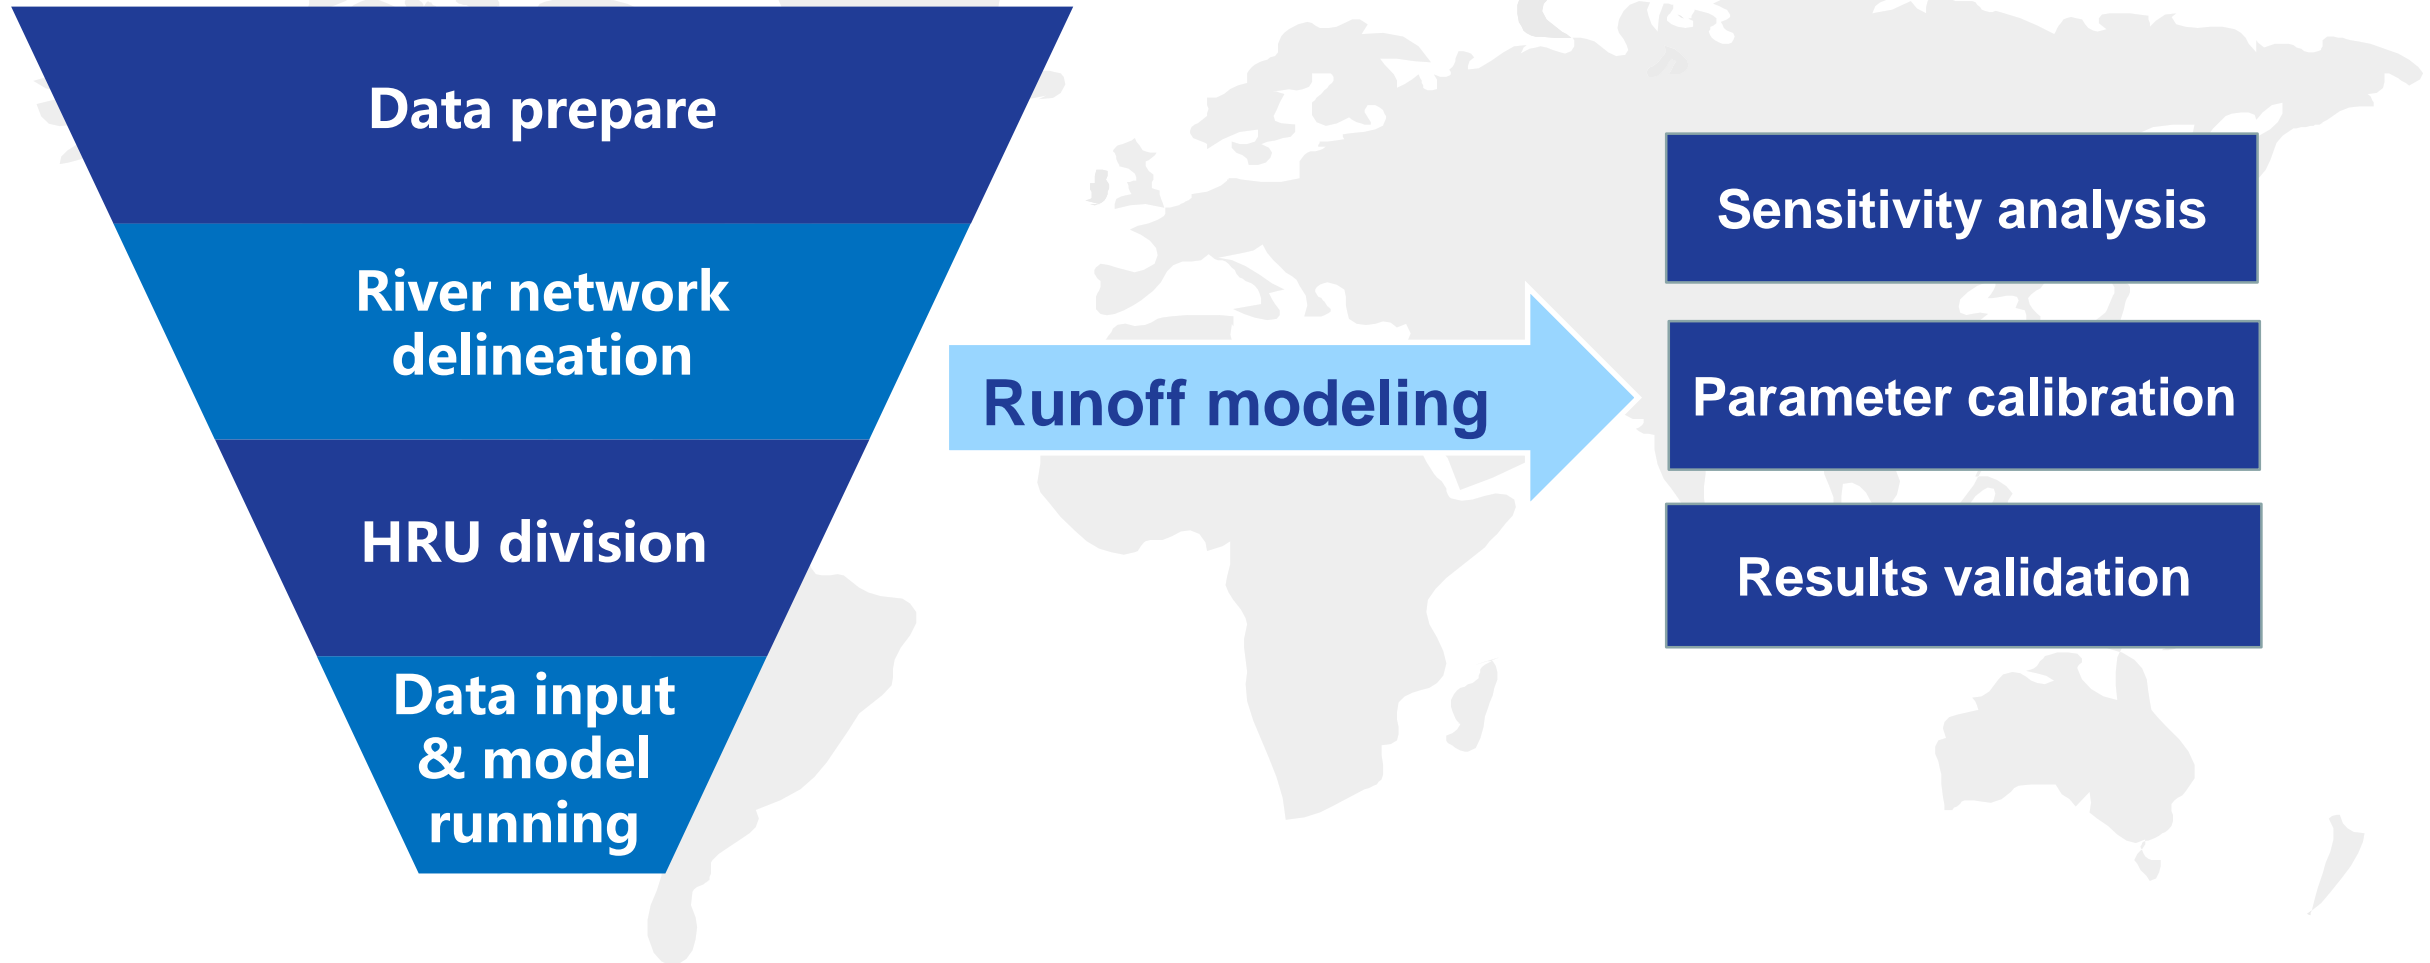 Data prepare
River network
delineation
HRU division
Data input
& model
running
Runoff modeling
Sensitivity analysis
Parameter calibration
Results validation